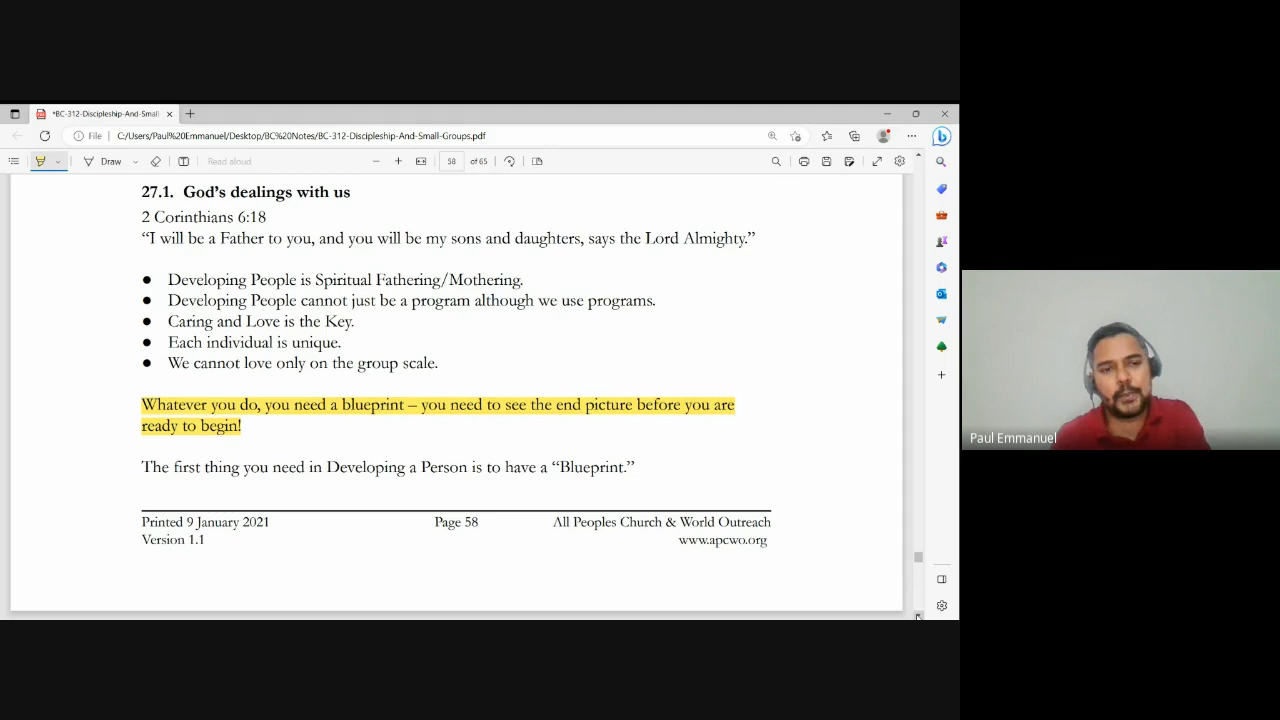 *BC-312-Discipleship-And-Small
File C:/Users/Paul%20Emmanuel/Desktop/BC%20Notes/BC-312-Discipleship-And-Small-Groups.pdf
Draw Read aloud 58 of 65
27.1. God's dealings with us
2 Corinthians 6:18
“I will be a Father to you, and you will be my sons and daughters, says the Lord Almighty.”
● Developing People is Spiritual Fathering/Mothering.
● Developing People cannot just be a program although we use programs.
● Caring and Love is the Key.
● Each individual is unique.
● We cannot love only on the group scale.
Whatever you do, you need a blueprint – you need to see the end picture before you are
ready to begin!
The first thing you need in Developing a Person is to have a “Blueprint.”
Printed 9 January 2021 Page 58 All Peoples Church & World Outreach
Version 1.1 www.apcwo.org
Paul Emmanuel